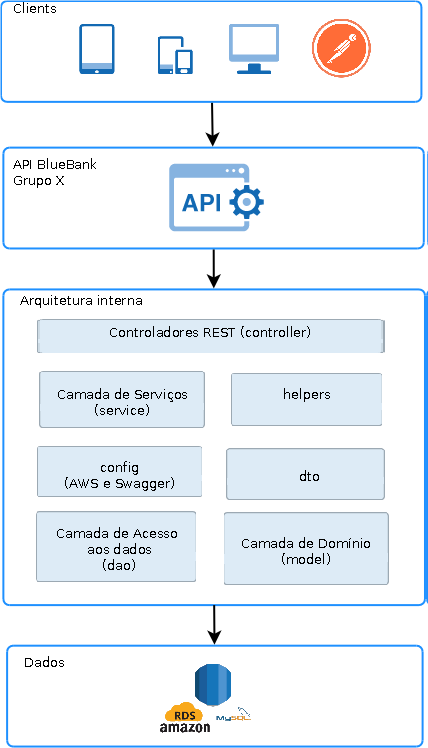 Clients
API BlueBank
Grupo X
API
Arquitetura interna
Controladores REST (controller)
Camada de Serviços
(service)
helpers
config
(AWS e Swagger)
dto
Camada de Acesso
aos dados
(dao)
Camada de Domínio
(model)
Dados
RDS
amazon
MySQL